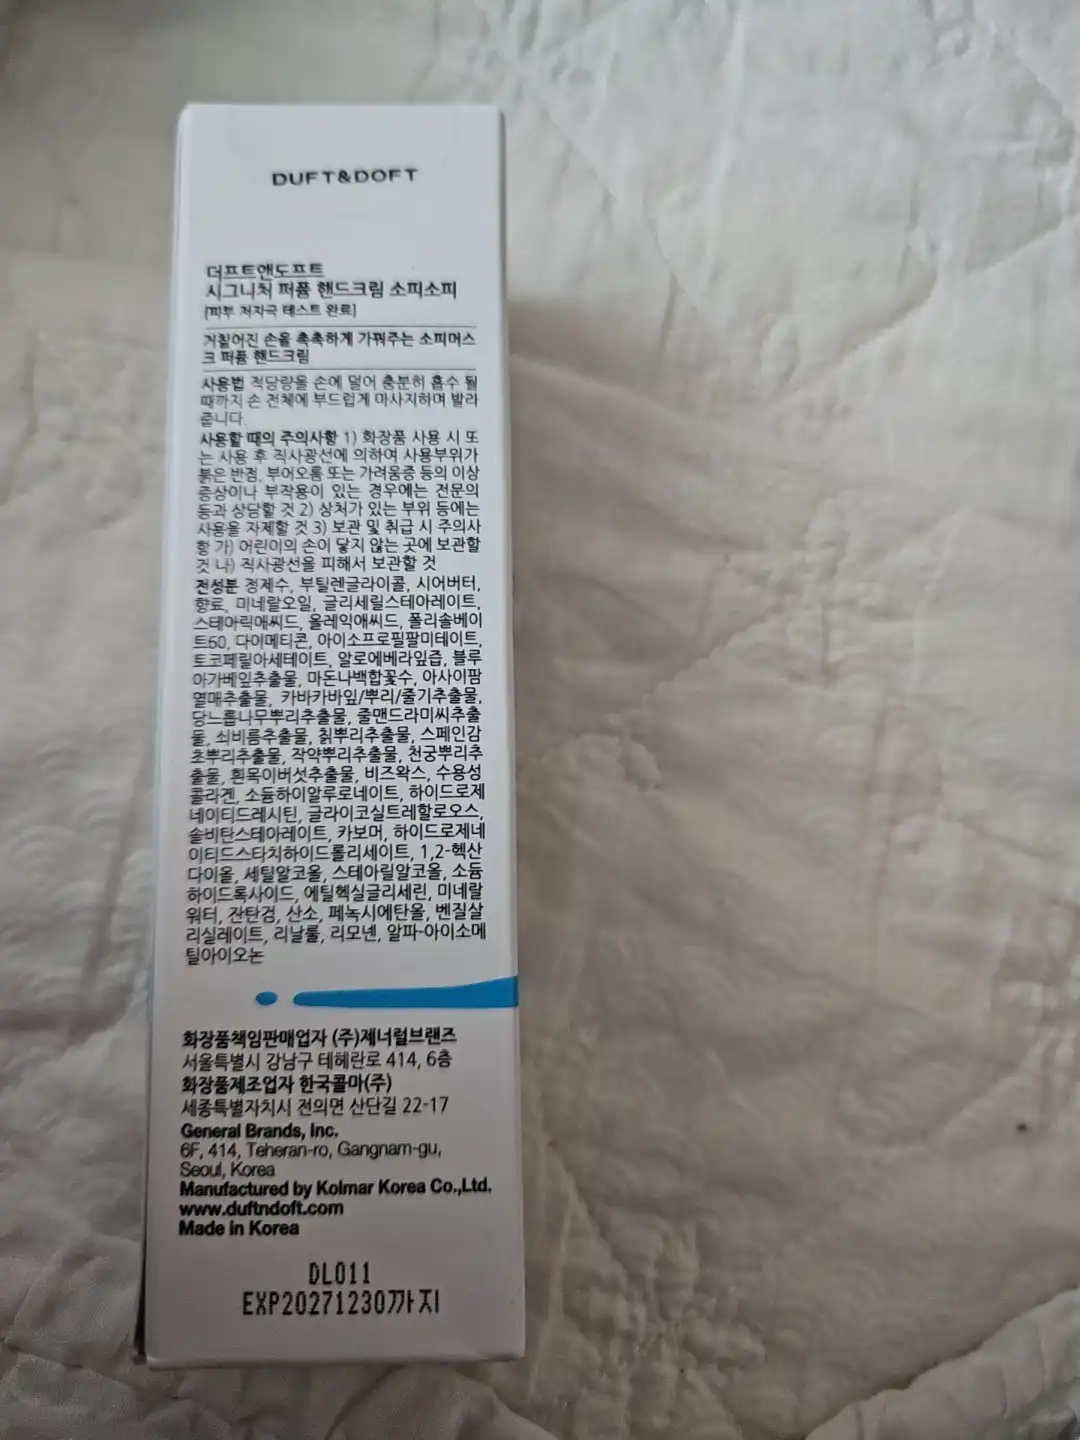 DUFT&DOFT
더프트앤도프트
시그니처 퍼퓸 핸드크림 소피소피
[피부 저자극 테스트 완료]
거칠어진 손을 촉촉하게 가꿔주는 소피머스
크 퍼퓸 핸드크림
사용법 적당량을 손에 덜어 충분히 흡수 될
때까지 손 전체에 부드럽게 마사지하며 발라
줍니다.
사용할 때의 주의사항 1) 화장품 사용 시 또
는 사용 후 직사광선에 의하여 사용부위가
붉은 반점, 부어오름 또는 가려움증 등의 이상
증상이나 부작용이 있는 경우에는 전문의
등과 상담할 것 2) 상처가 있는 부위 등에는
사용을 자제할 것 3) 보관 및 취급 시 주의사
항 가) 어린이의 손이 닿지 않는 곳에 보관할
것 나) 직사광선을 피해서 보관할 것
전성분 정제수, 부틸렌글라이콜, 시어버터,
향료, 미네랄오일, 글리세릴스테아레이트,
스테아릭애씨드, 올레익애씨드, 폴리솔베이
트60, 다이메티콘, 아이소프로필팔미테이트,
토코페릴아세테이트, 알로에베라잎즙, 블루
아가베잎추출물, 마돈나백합꽃수, 아사이팜
열매추출물, 카바카바잎/뿌리/줄기추출물,
당느릅나무뿌리추출물, 줄맨드라미씨추출
물, 쇠비름추출물, 칡뿌리추출물, 스페인감
초뿌리추출물, 작약뿌리추출물, 천궁뿌리추
출물, 흰목이버섯추출물, 비즈왁스, 수용성
콜라겐, 소듐하이알루로네이트, 하이드로제
네이티드레시틴, 글라이코실트레할로오스,
솔비탄스테아레이트, 카보머, 하이드로제네
이티드스타치하이드롤리세이트, 1,2-헥산
다이올, 세틸알코올, 스테아릴알코올, 소듐
하이드록사이드, 에틸헥실글리세린, 미네랄
워터, 잔탄검, 산소, 페녹시에탄올, 벤질살
리실레이트, 리날룰, 리모넨, 알파-아이소메
틸아이오논
화장품책임판매업자 (주)제너럴브랜즈
서울특별시 강남구 테헤란로 414, 6층
화장품제조업자 한국콜마(주)
세종특별자치시 전의면 산단길 22-17
General Brands, Inc.
6F, 414, Teheran-ro, Gangnam-gu,
Seoul, Korea
Manufactured by Kolmar Korea Co.,Ltd.
www.duftndoft.com
Made in Korea
DL011
EXP20271230까지